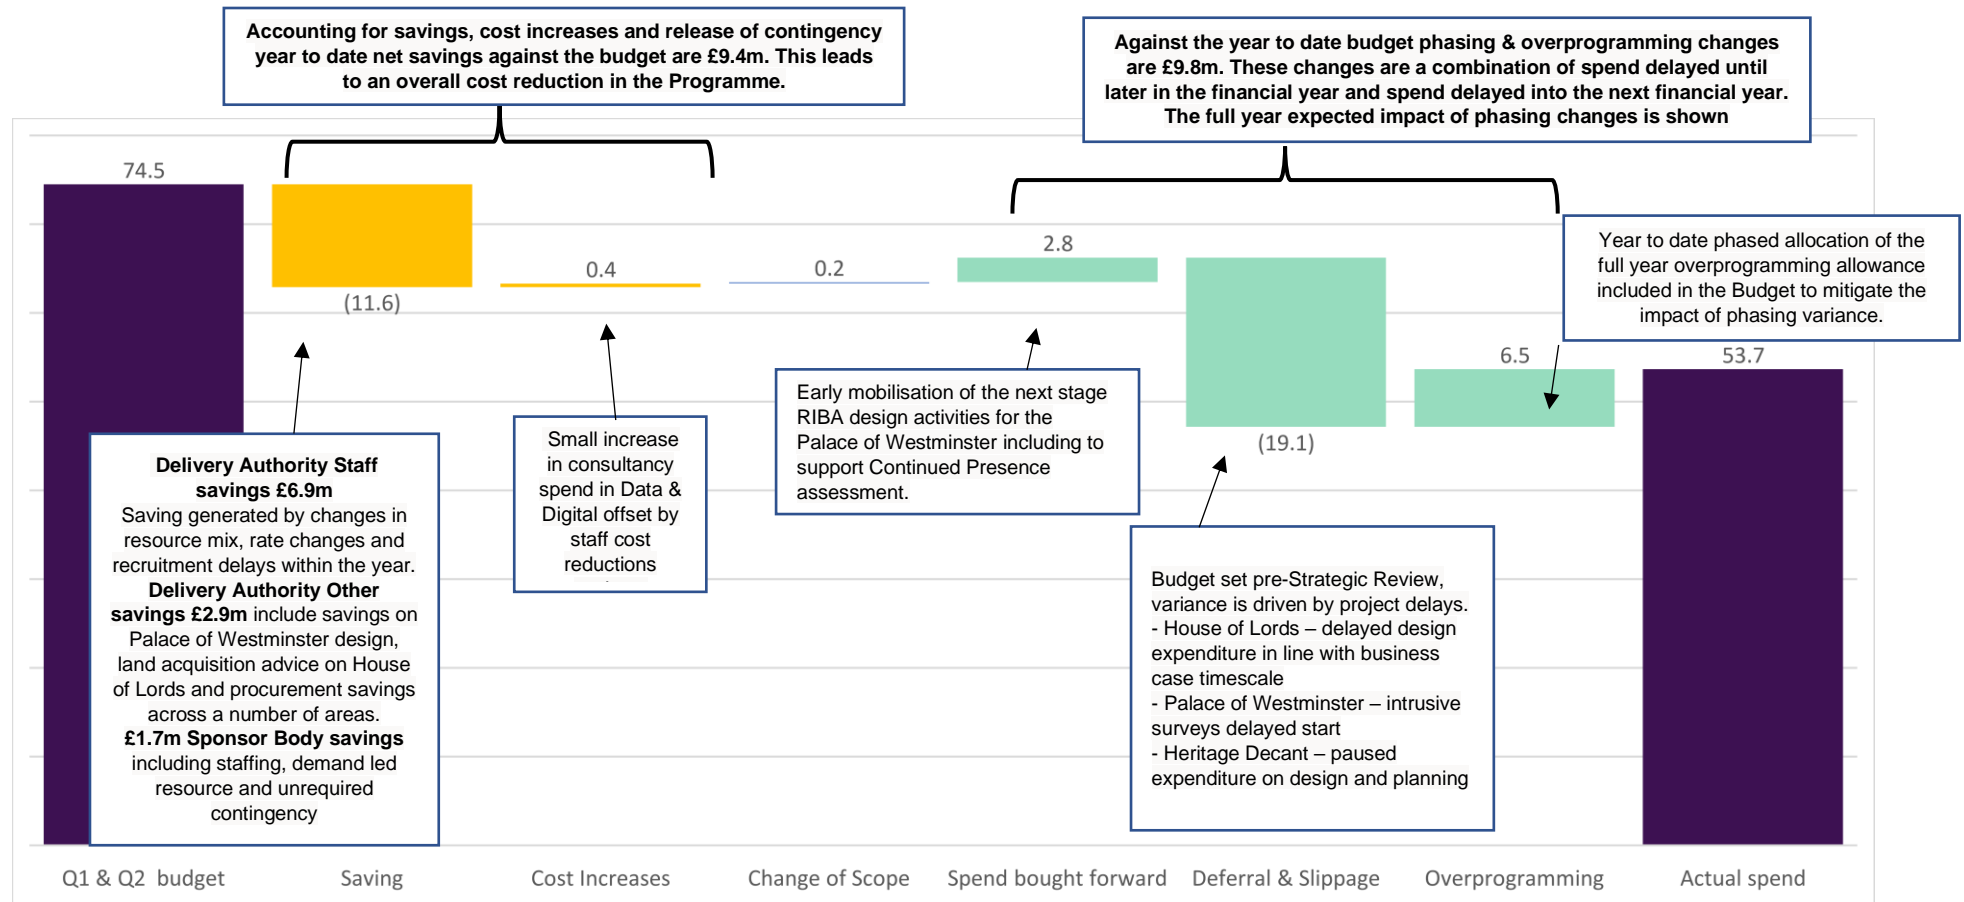 Accounting for savings, cost increases and release of contingency
year to date net savings against the budget are £9.4m. This leads
to an overall cost reduction in the Programme.
Against the year to date budget phasing & overprogramming changes
are £9.8m. These changes are a combination of spend delayed until
later in the financial year and spend delayed into the next financial year.
The full year expected impact of phasing changes is shown
74.5
(11.6)
0.4
0.2
2.8
(19.1)
6.5
53.7
Year to date phased allocation of the
full year overprogramming allowance
included in the Budget to mitigate the
impact of phasing variance.
Delivery Authority Staff
savings £6.9m
Saving generated by changes in
resource mix, rate changes and
recruitment delays within the year.
Delivery Authority Other
savings £2.9m include savings on
Palace of Westminster design,
land acquisition advice on House
of Lords and procurement savings
across a number of areas.
£1.7m Sponsor Body savings
including staffing, demand led
resource and unrequired
contingency
Small increase
in consultancy
spend in Data &
Digital offset by
staff cost
reductions
Early mobilisation of the next stage
RIBA design activities for the
Palace of Westminster including to
support Continued Presence
assessment.
Budget set pre-Strategic Review,
variance is driven by project delays.
- House of Lords – delayed design
expenditure in line with business
case timescale
- Palace of Westminster – intrusive
surveys delayed start
- Heritage Decant – paused
expenditure on design and planning
Q1 & Q2 budget
Saving
Cost Increases
Change of Scope
Spend bought forward
Deferral & Slippage
Overprogramming
Actual spend